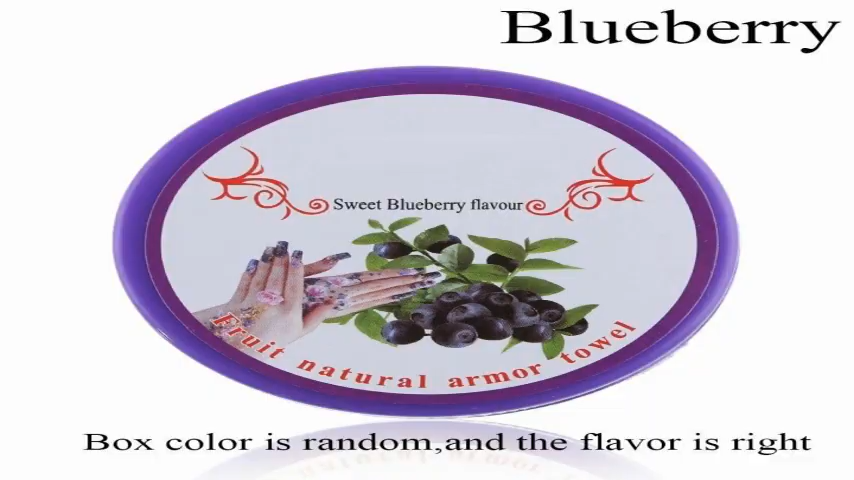 Blueberry
Sweet Blueberry flavour
Fruit natural armor towel
Box color is random,and the flavor is right